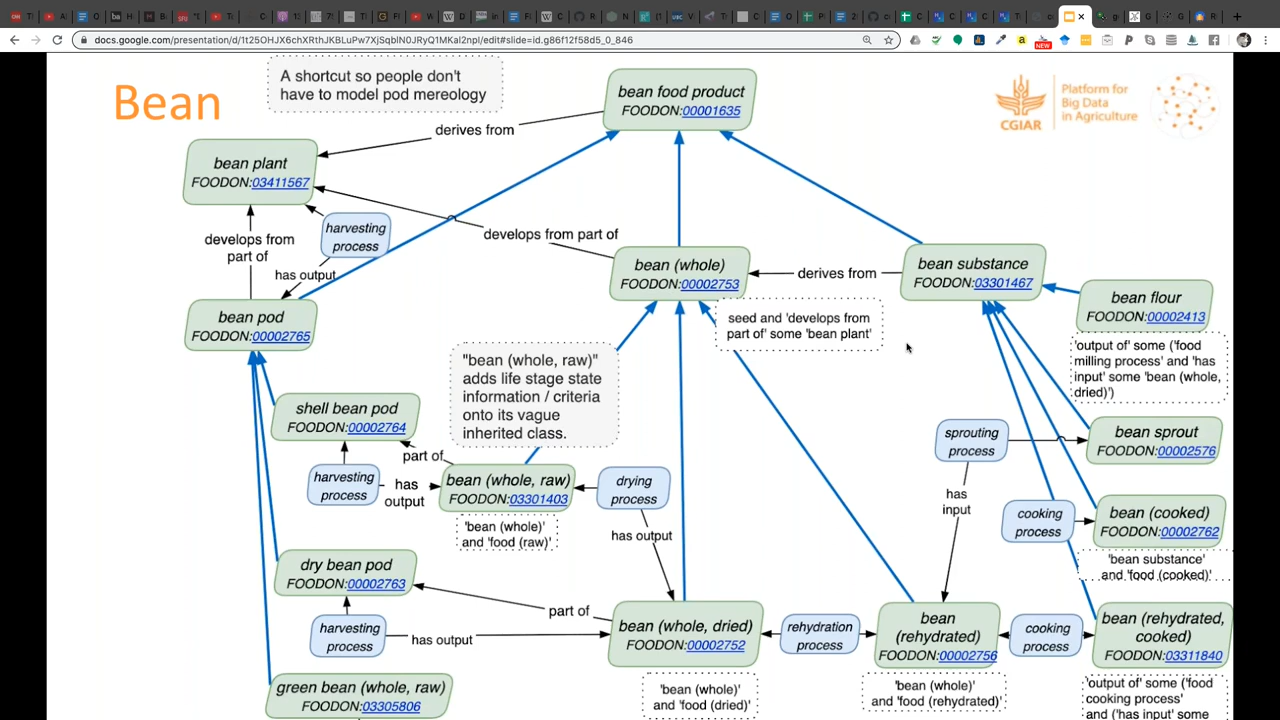 docs.google.com/presentation/d/1t25OHJX6chXRthJKBLuPw7XjSqblN0JRyQ1MKal2npI/edit#slide=id.g86f12f58d5_0_846
NEW
Bean
A shortcut so people don't
have to model pod mereology
bean food product
FOODON:00001635
CGIAR
Platform for
Big Data
in Agriculture
derives from
bean plant
FOODON:03411567
harvesting
process
develops from
part of
has output
develops from part of
bean (whole)
FOODON:00002753
derives from
bean substance
FOODON:03301467
bean flour
FOODON:00002413
seed and 'develops from
part of' some 'bean plant'
'output of' some ('food
milling process' and 'has
input' some 'bean (whole,
dried)')
bean pod
FOODON:00002765
"bean (whole, raw)"
adds life stage state
information / criteria
onto its vague
inherited class.
shell bean pod
FOODON:00002764
part of
harvesting
process
has
output
bean (whole, raw)
FOODON:03301403
'bean (whole)'
and 'food (raw)'
drying
process
has output
sprouting
process
has
input
bean sprout
FOODON:00002576
cooking
process
bean (cooked)
FOODON:00002762
'bean substance'
and 'food (cooked)'
dry bean pod
FOODON:00002763
part of
harvesting
process
has output
bean (whole, dried)
FOODON:00002752
'bean (whole)'
and 'food (dried)'
rehydration
process
bean
(rehydrated)
FOODON:00002756
'bean (whole)'
and 'food (rehydrated)'
cooking
process
bean (rehydrated,
cooked)
FOODON:03311840
'output of' some ('food
cooking process'
and ('has input' some
green bean (whole, raw)
FOODON:03305806